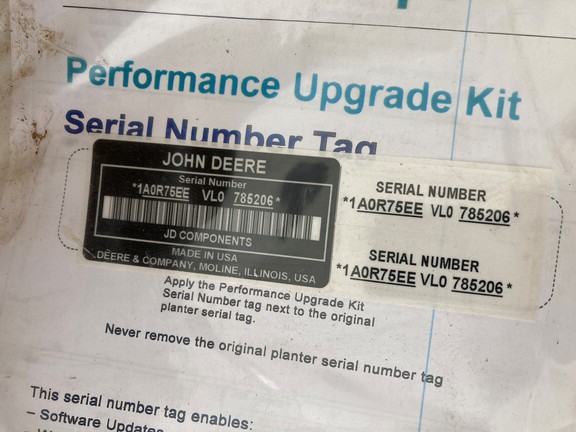 Performance Upgrade Kit
Serial Number Tag
JOHN DEERE
Serial Number
*1A0R75EE VL0 785206*
JD COMPONENTS
MADE IN USA
DEERE & COMPANY, MOLINE, ILLINOIS, USA
SERIAL NUMBER
*1A0R75EE VL0 785206*
SERIAL NUMBER
*1A0R75EE VL0 785206*
Apply the Performance Upgrade Kit
Serial Number tag next to the original
planter serial tag.
Never remove the original planter serial number tag
This serial number tag enables:
– Software Updates